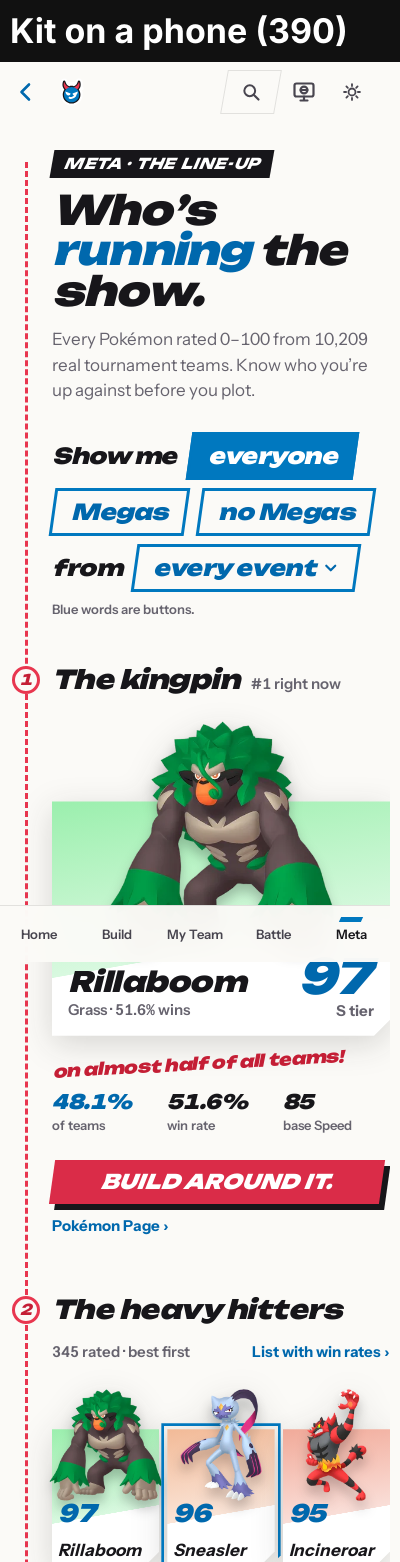 Kit on a phone (390)
META · THE LINE-UP
Who's
running the
show.
Every Pokémon rated 0–100 from 10,209
real tournament teams. Know who you're
up against before you plot.
Show me everyone
Megas no Megas
from every event
Blue words are buttons.
1 The kingpin #1 right now
Home Build My Team Battle Meta
Rillaboom 97
Grass · 51.6% wins S tier
on almost half of all teams!
48.1% 51.6% 85
of teams win rate base Speed
BUILD AROUND IT.
Pokémon Page ›
2 The heavy hitters
345 rated · best first List with win rates ›
97 96 95
Rillaboom Sneasler Incineroar